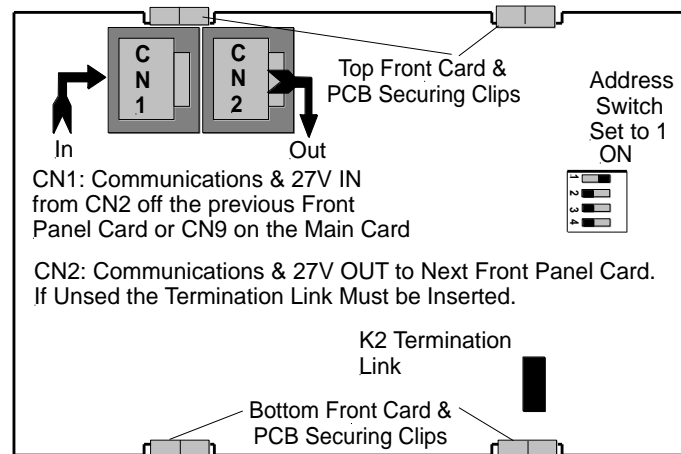 C
N
1
C
N
2
Top Front Card &
PCB Securing Clips
Address
Switch
Set to 1
ON
1
2
3
4
In
Out
CN1: Communications & 27V IN
from CN2 off the previous Front
Panel Card or CN9 on the Main Card
CN2: Communications & 27V OUT to Next Front Panel Card.
If Unsed the Termination Link Must be Inserted.
K2 Termination
Link
Bottom Front Card &
PCB Securing Clips